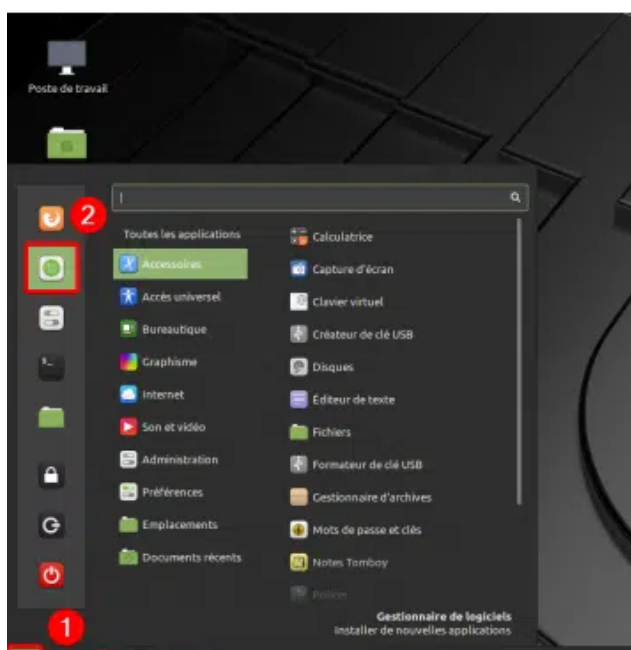 Poste de travail
2
Toutes les applications
Accessoires
Accès universel
Bureautique
Graphisme
Internet
Son et vidéo
Administration
Préférences
Emplacements
Documents récents
Calculatrice
Capture d'écran
Clavier virtuel
Créateur de clé USB
Disques
Éditeur de texte
Fichiers
Formateur de clé USB
Gestionnaire d'archives
Mots de passe et clés
Notes Tomboy
Polices
1
Gestionnaire de logiciels
Installer de nouvelles applications